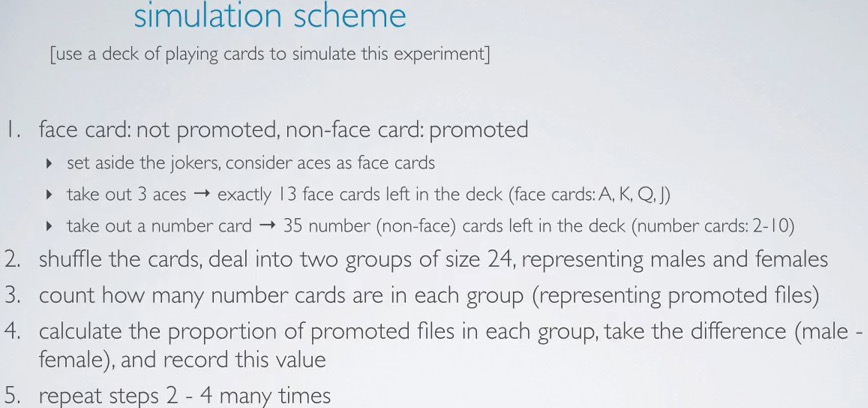 simulation scheme
[use a deck of playing cards to simulate this experiment]
1. face card: not promoted, non-face card: promoted
‣ set aside the jokers, consider aces as face cards
‣ take out 3 aces → exactly 13 face cards left in the deck (face cards: A, K, Q, J)
‣ take out a number card → 35 number (non-face) cards left in the deck (number cards: 2-10)
2. shuffle the cards, deal into two groups of size 24, representing males and females
3. count how many number cards are in each group (representing promoted files)
4. calculate the proportion of promoted files in each group, take the difference (male -
female), and record this value
5. repeat steps 2 - 4 many times